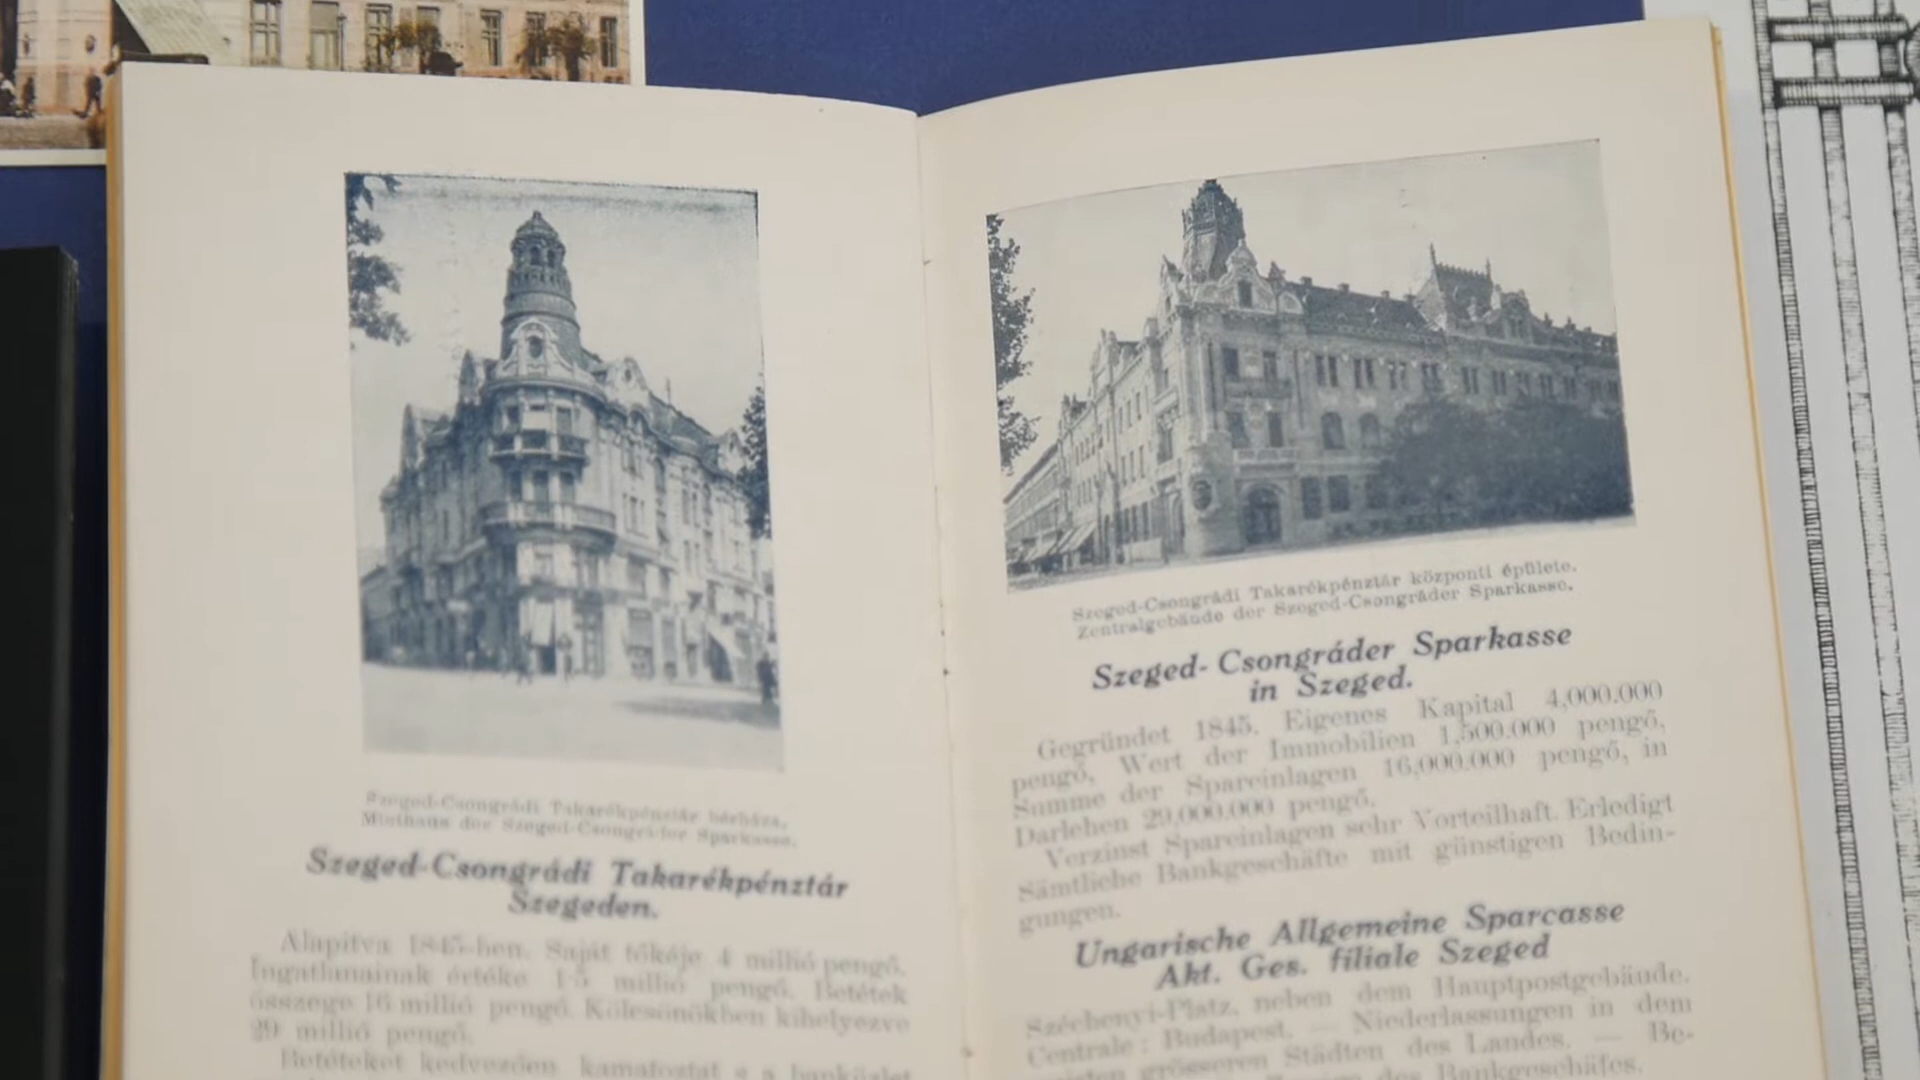 Szeged-Csongrádi Takarékpénztár bérháza.
Miethaus der Szeged-Csongráder Sparkasse.
Szeged-Csongrádi Takarékpénztár
Szegeden.
Alapítva 1845-ben. Saját tőkéje 4 millió pengő.
Ingatlanainak értéke 1·5 millió pengő. Betétek
összege 16 millió pengő. Kölcsönökben kihelyezve
29 millió pengő.
Betéteket kedvezően kamatoztat
Szeged-Csongrádi Takarékpénztár központi épülete.
Zentralgebäude der Szeged-Csongráder Sparkasse.
Szeged- Csongráder Sparkasse
in Szeged.
Gegründet 1845. Eigenes Kapital 4,000.000
pengő, Wert der Immobilien 1,500.000 pengő,
Summe der Spareinlagen 16,000.000 pengő, in
Darlehen 29,000.000 pengő.
Verzinst Spareinlagen sehr Vorteilhaft. Erledigt
Sämtliche Bankgeschäfte mit günstigen Bedin-
gungen.
Ungarische Allgemeine Sparcasse
Akt. Ges. filiale Szeged
Széchenyi-Platz, neben dem Hauptpostgebäude.
Centrale: Budapest. — Niederlassungen in dem
grösseren Städten des Landes. — Be-
des Bankgeschäfes.